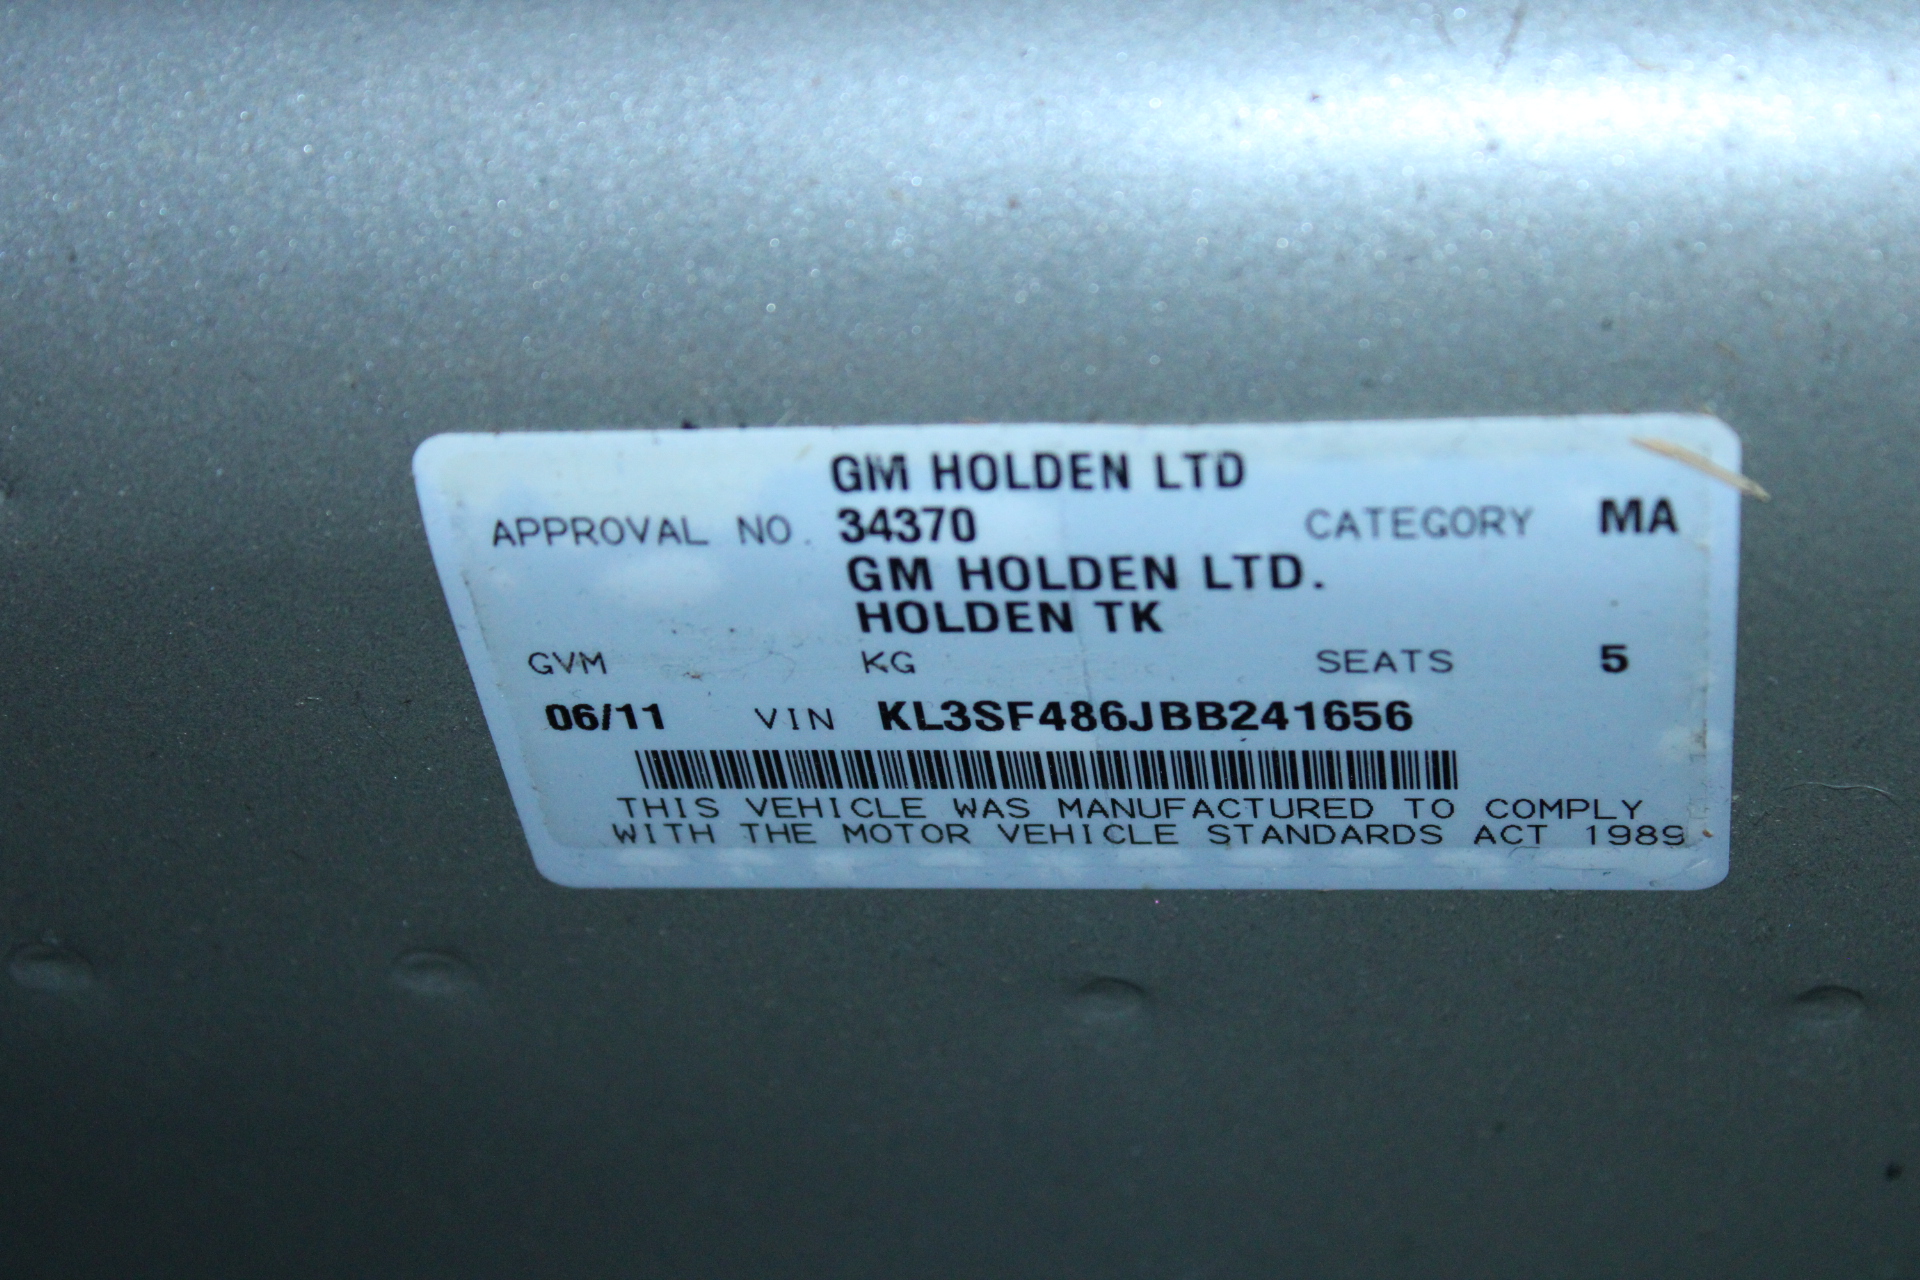 GM HOLDEN LTD
APPROVAL NO. 34370 CATEGORY MA
GM HOLDEN LTD.
HOLDEN TK
GVM KG SEATS 5
06/11 VIN KL3SF486JBB241656
THIS VEHICLE WAS MANUFACTURED TO COMPLY
WITH THE MOTOR VEHICLE STANDARDS ACT 1989